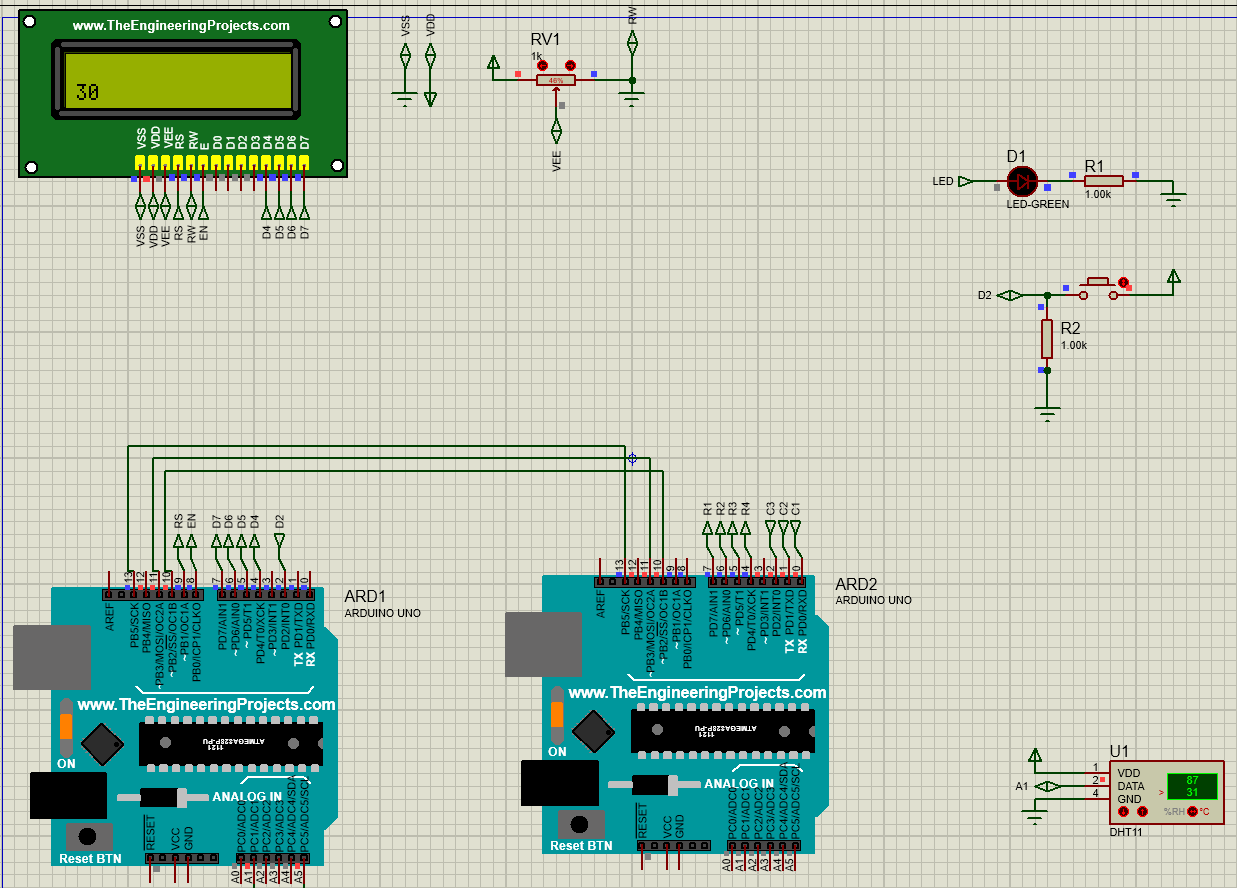 www.TheEngineeringProjects.com
30
VSS VDD VEE RS RW E D0 D1 D2 D3 D4 D5 D6 D7
VSS VDD VEE RS RW EN D4 D5 D6 D7
VSS VDD
RV1
1k
46%
VEE
RW
D1
LED
LED-GREEN
R1
1.00k
D2
R2
1.00k
RS EN D7 D6 D5 D4 D2
13 12 11 10 9 8 7 6 5 4 3 2 1 0
ARD1
ARDUINO UNO
AREF
PB5/SCK
PB4/MISO
~PB3/MOSI/OC2A
~PB2/SS/OC1B
~PB1/OC1A
PB0/ICP1/CLKO
PD7/AIN1
~PD6/AIN0
~PD5/T1
PD4/T0/XCK
~PD3/INT1
PD2/INT0
TX PD1/TXD
RX PD0/RXD
www.TheEngineeringProjects.com
ATMEGA328P-PU
1121
ON
ANALOG IN
RESET
VCC
GND
PC0/ADC0
PC1/ADC1
PC2/ADC2
PC3/ADC3
PC4/ADC4/SDA
PC5/ADC5/SCL
Reset BTN
A0 A1 A2 A3 A4 A5
R1 R2 R3 R4 C3 C2 C1
13 12 11 10 9 8 7 6 5 4 3 2 1 0
ARD2
ARDUINO UNO
AREF
PB5/SCK
PB4/MISO
~PB3/MOSI/OC2A
~PB2/SS/OC1B
~PB1/OC1A
PB0/ICP1/CLKO
PD7/AIN1
~PD6/AIN0
~PD5/T1
PD4/T0/XCK
~PD3/INT1
PD2/INT0
TX PD1/TXD
RX PD0/RXD
www.TheEngineeringProjects.com
ATMEGA328P-PU
1121
ON
ANALOG IN
RESET
VCC
GND
PC0/ADC0
PC1/ADC1
PC2/ADC2
PC3/ADC3
PC4/ADC4/SDA
PC5/ADC5/SCL
Reset BTN
A0 A1 A2 A3 A4 A5
U1
1 VDD
A1 2 DATA
4 GND
87
> 31
%RH °C
DHT11